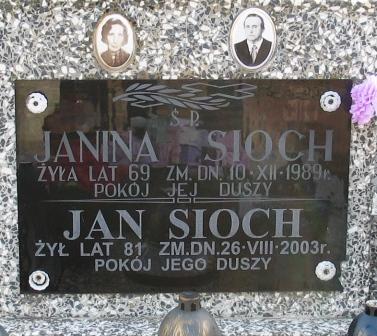 Ś.P.
JANINA SIOCH
ŻYŁA LAT 69 ZM. DN. 10·XII·1989r.
POKÓJ JEJ DUSZY
JAN SIOCH
ŻYŁ LAT 81 ZM.DN.26·VIII·2003r.
POKÓJ JEGO DUSZY